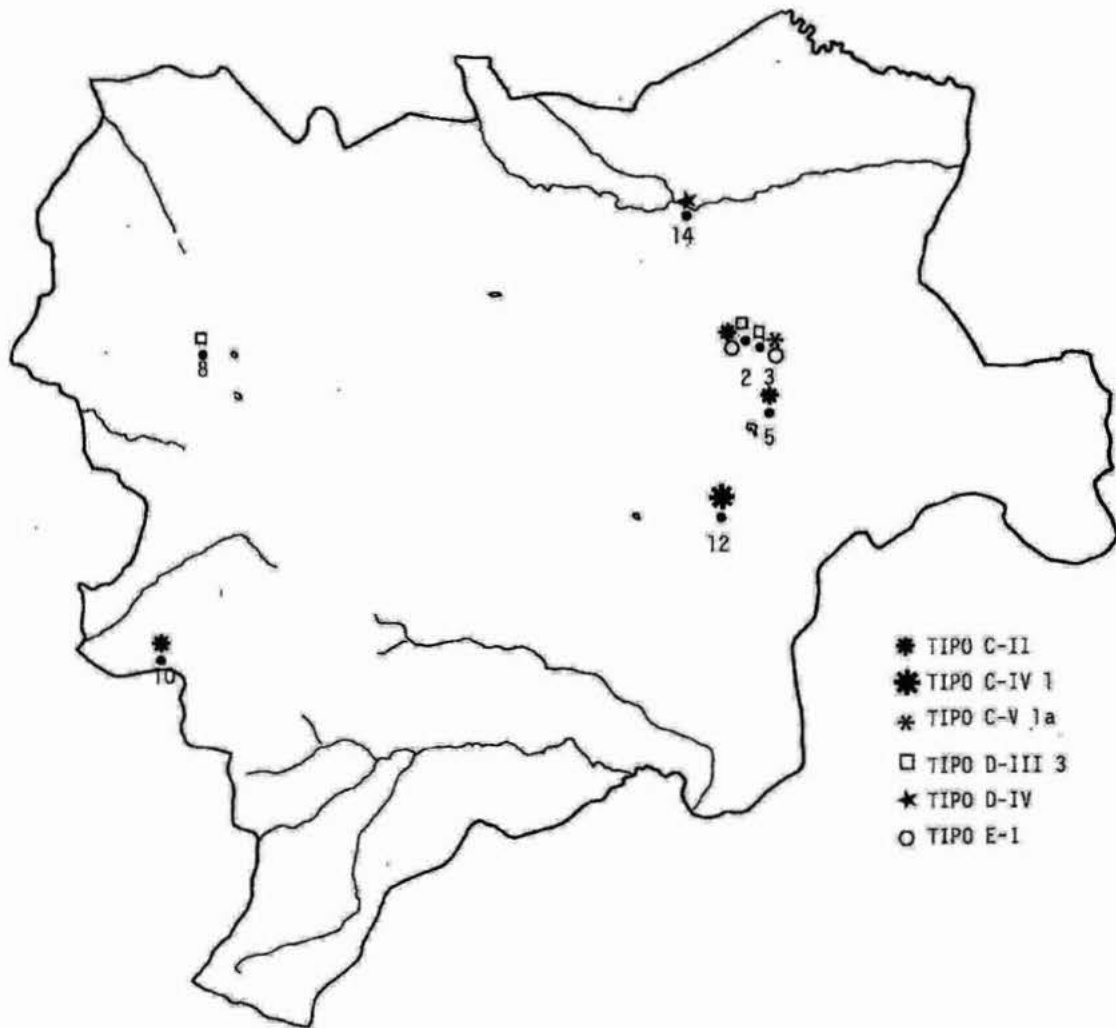 14
8
2 3
5
12
10
TIPO C-II
TIPO C-IV 1
TIPO C-V 1a
TIPO D-III 3
TIPO D-IV
TIPO E-I